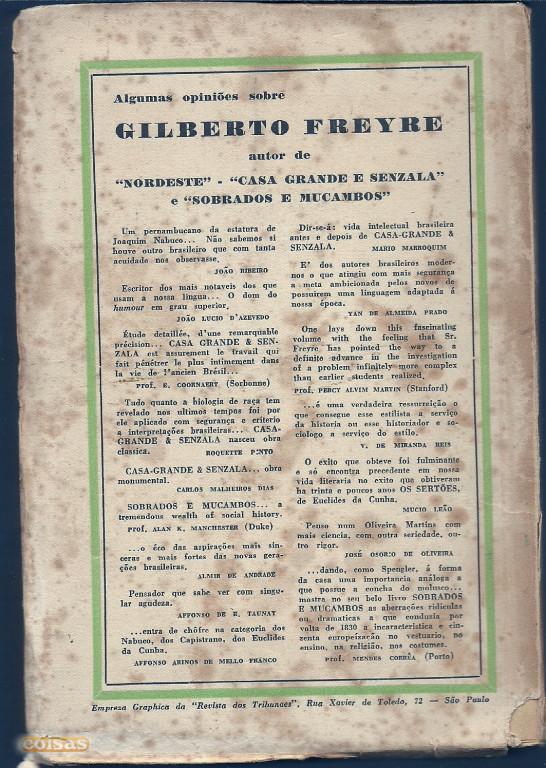 Algumas opiniões sobre
GILBERTO FREYRE
autor de
"NORDESTE" - "CASA GRANDE E SENZALA"
e "SOBRADOS E MUCAMBOS"
Um pernambucano da estatura de
Joaquim Nabuco... Não sabemos si
houve outro brasileiro que com tanta
acuidade nos observasse.
JOÃO RIBEIRO
Escritor dos mais notaveis dos que
usam a nossa lingua... O dom do
humour em grau superior.
JOÃO LUCIO D'AZEVEDO
Étude detaillée, d'une remarquable
précision... CASA GRANDE & SEN-
ZALA est assurement le travail qui
fait pénétrer le plus intimement dans
la vie de l'ancien Brésil...
PROF. E. COORNAERT (Sorbonne)
Tudo quanto a biologia de raça tem
revelado nos ultimos tempos foi por
ele aplicado com segurança e criterio
a interpretações brasileiras... CASA-
GRANDE & SENZALA nasceu obra
classica.
ROQUETTE PINTO
CASA-GRANDE & SENZALA... obra
monumental.
CARLOS MALHEIROS DIAS
SOBRADOS E MUCAMBOS... a
tremendous wealth of social history.
Prof. ALAN K. MANCHESTER (Duke)
...o éco das aspirações mais sin-
ceras e mais fortes das novas gera-
ções brasileiras.
ALMIR DE ANDRADE
Pensador que sabe ver com singu-
lar agudeza.
AFFONSO DE E. TAUNAY
...entra de chôfre na categoria dos
Nabuco, dos Capistrano, dos Euclides
da Cunha.
AFFONSO ARINOS DE MELLO FRANCO
Dir-se-á: vida intelectual brasileira
antes e depois de CASA-GRANDE &
SENZALA.
MARIO MARROQUIM
E' dos autores brasileiros moder-
nos o que atingiu com mais segurança
a meta ambicionada pelos novos de
possuirem uma linguagem adaptada á
nossa época.
YAN DE ALMEIDA PRADO
One lays down this fascinating
volume with the feeling that Sr.
Freyre has pointed the way to a
definite advance in the investigation
of a problem infinitely more complex
than earlier students realized.
Prof. PERCY ALVIM MARTIN (Stanford)
...é uma verdadeira ressurreição o
que consegue esse estilista a serviço
da historia ou esse historiador e so-
ciologo a serviço do estilo.
V. DE MIRANDA REIS
O exito que obteve foi fulminante
e só encontra precedente em nossa
vida literaria no exito que obtiveram
ha trinta e poucos anos OS SERTÕES,
de Euclides da Cunha.
MUCIO LEÃO
Penso num Oliveira Martins com
mais ciencia, com outra seriedade, ou-
tro rigor.
JOSÉ OSORIO DE OLIVEIRA
...dando, como Spengler, á forma
da casa uma importancia análoga a
que possue a concha do molusco...
mostra no seu belo livro SOBRADOS
E MUCAMBOS as aberrações ridiculas
ou dramaticas a que conduzia por
volta de 1830 a incaracteristica e cin-
zenta europeização no vestuario, no
ensino, na religião, nos costumes.
Prof. MENDES CORRÊA (Porto)
Empreza Graphica da "Revista dos Tribunaes", Rua Xavier de Toledo, 72 — São Paulo
coisas